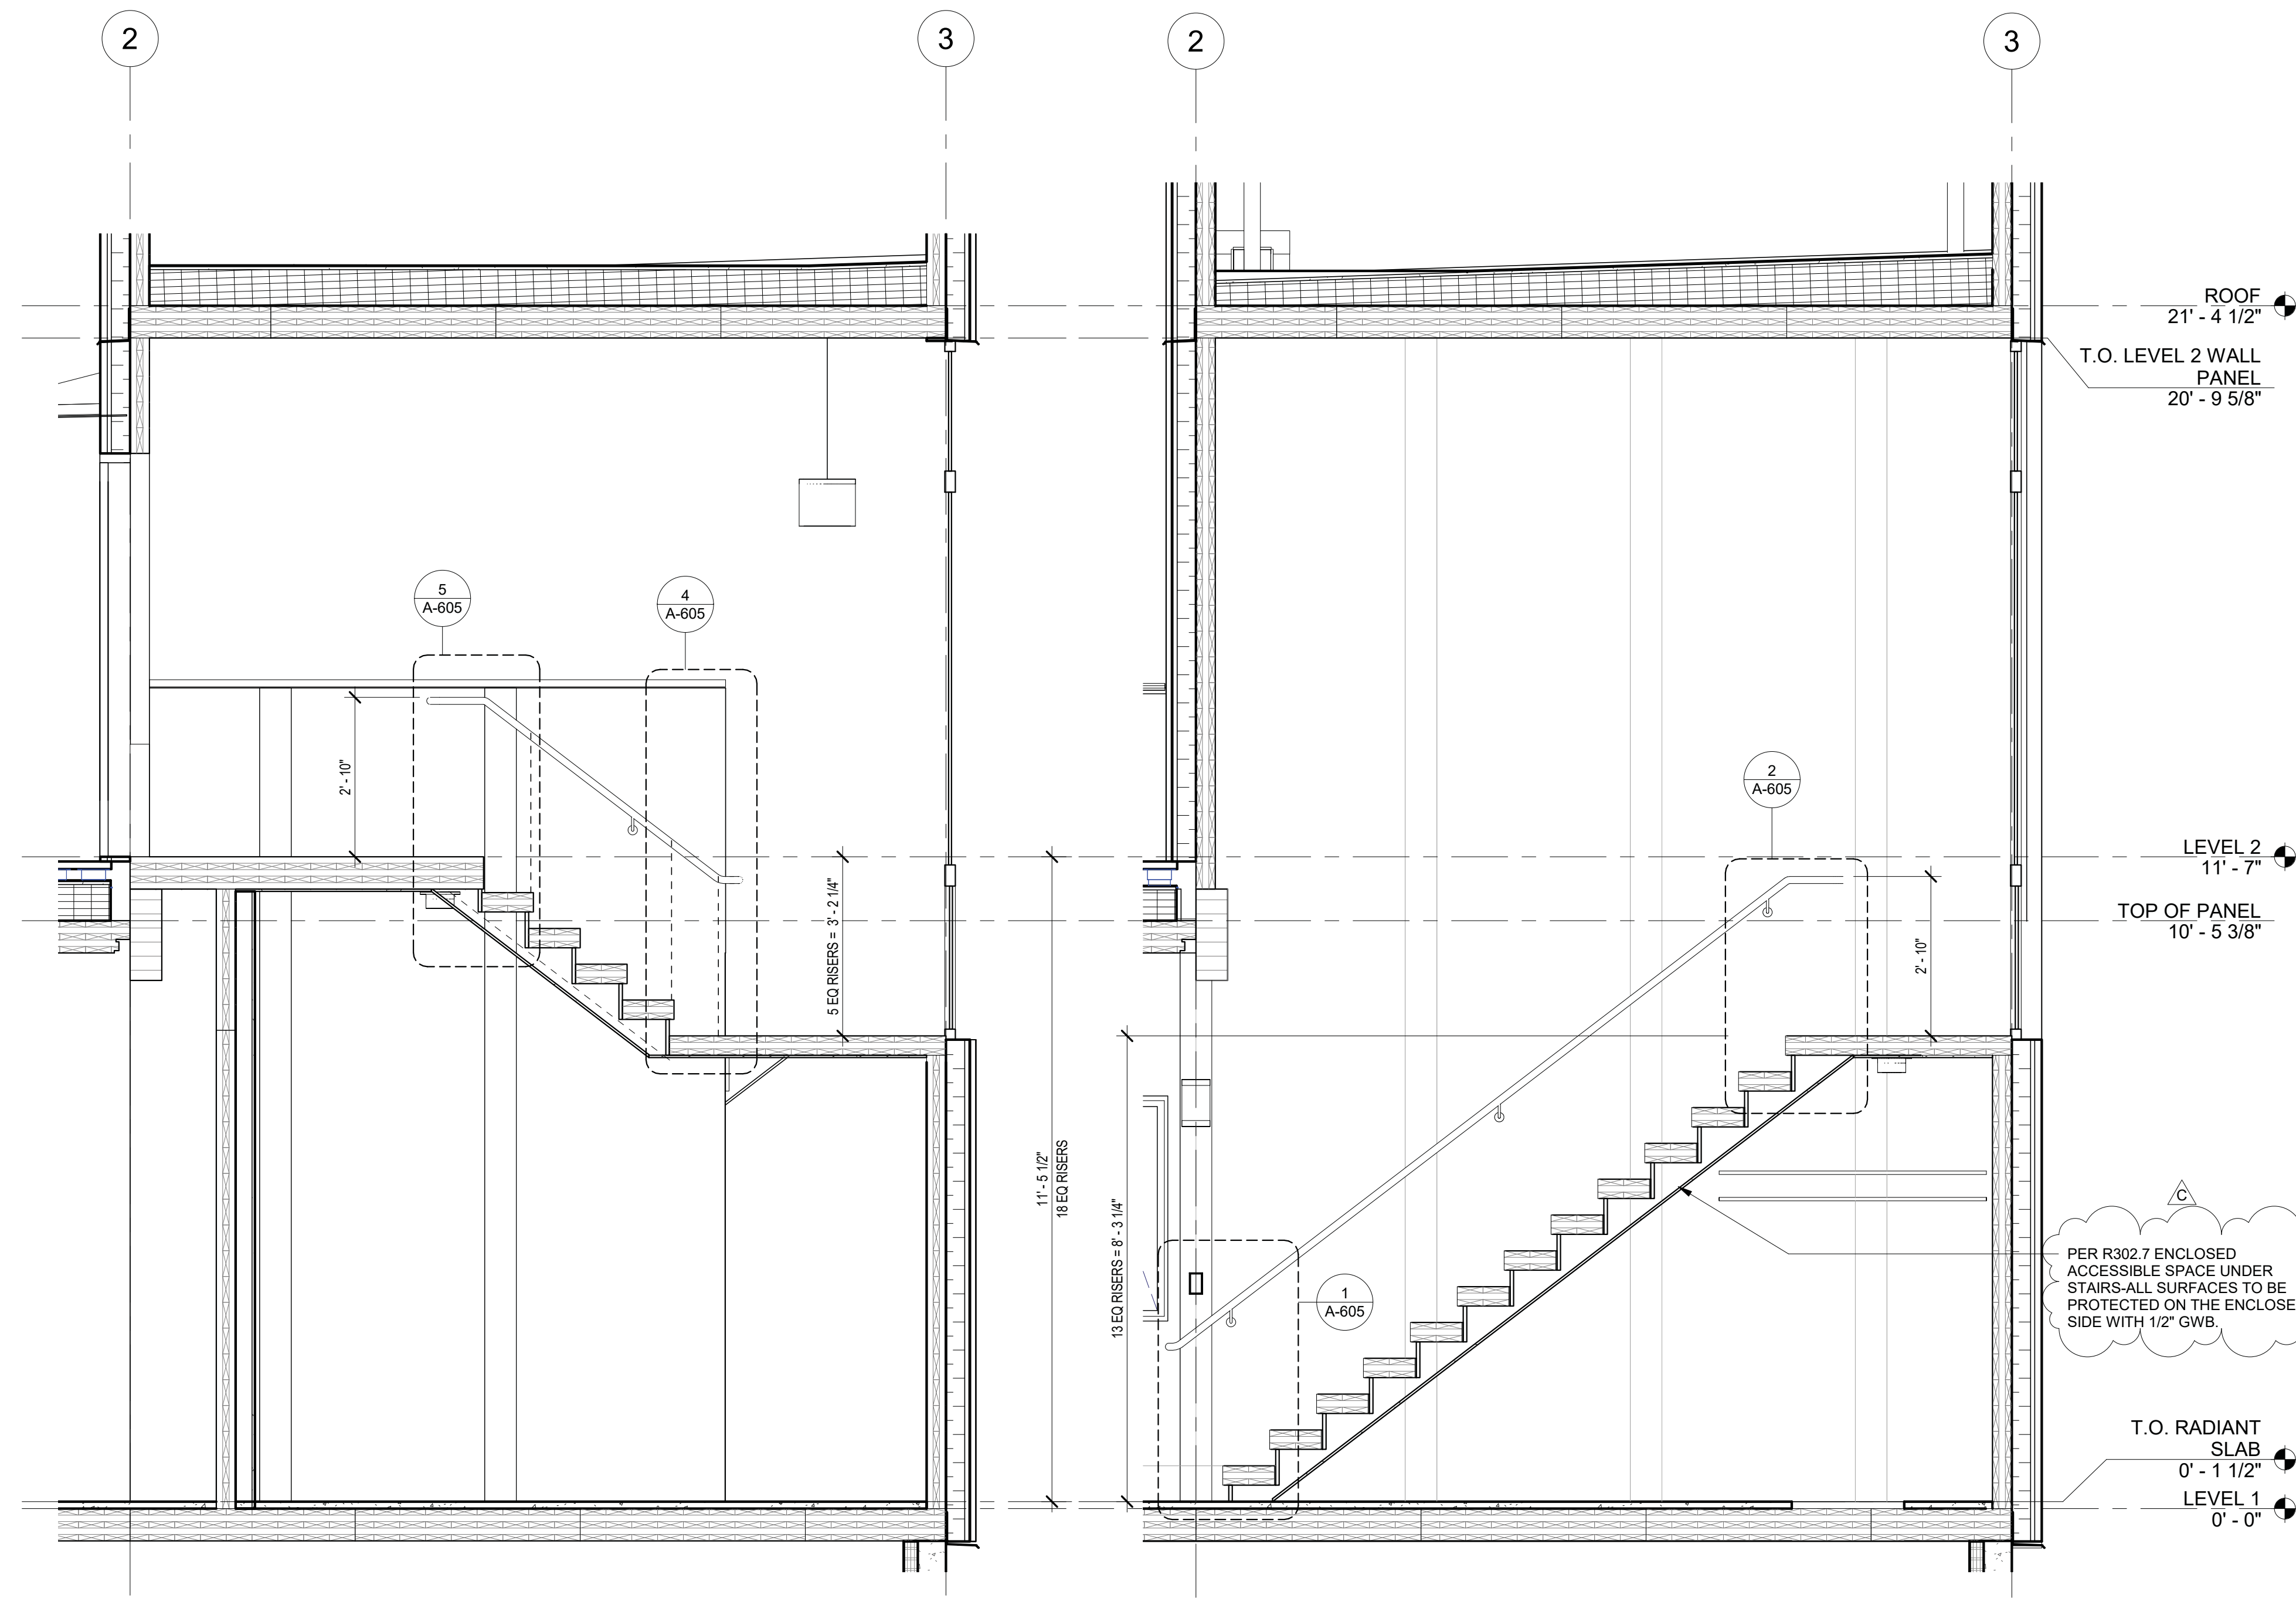 2
3
2
3
ROOF
21' - 4 1/2"
T.O. LEVEL 2 WALL
PANEL
20' - 9 5/8"
5
A-605
4
A-605
2
A-605
2' - 10"
5 EQ RISERS = 3' - 2 1/4"
LEVEL 2
11' - 7"
TOP OF PANEL
10' - 5 3/8"
2' - 10"
11' - 5 1/2"
18 EQ RISERS
13 EQ RISERS = 8' - 3 1/4"
1
A-605
C
PER R302.7 ENCLOSED
ACCESSIBLE SPACE UNDER
STAIRS-ALL SURFACES TO BE
PROTECTED ON THE ENCLOSE
SIDE WITH 1/2" GWB.
T.O. RADIANT
SLAB
0' - 1 1/2"
LEVEL 1
0' - 0"